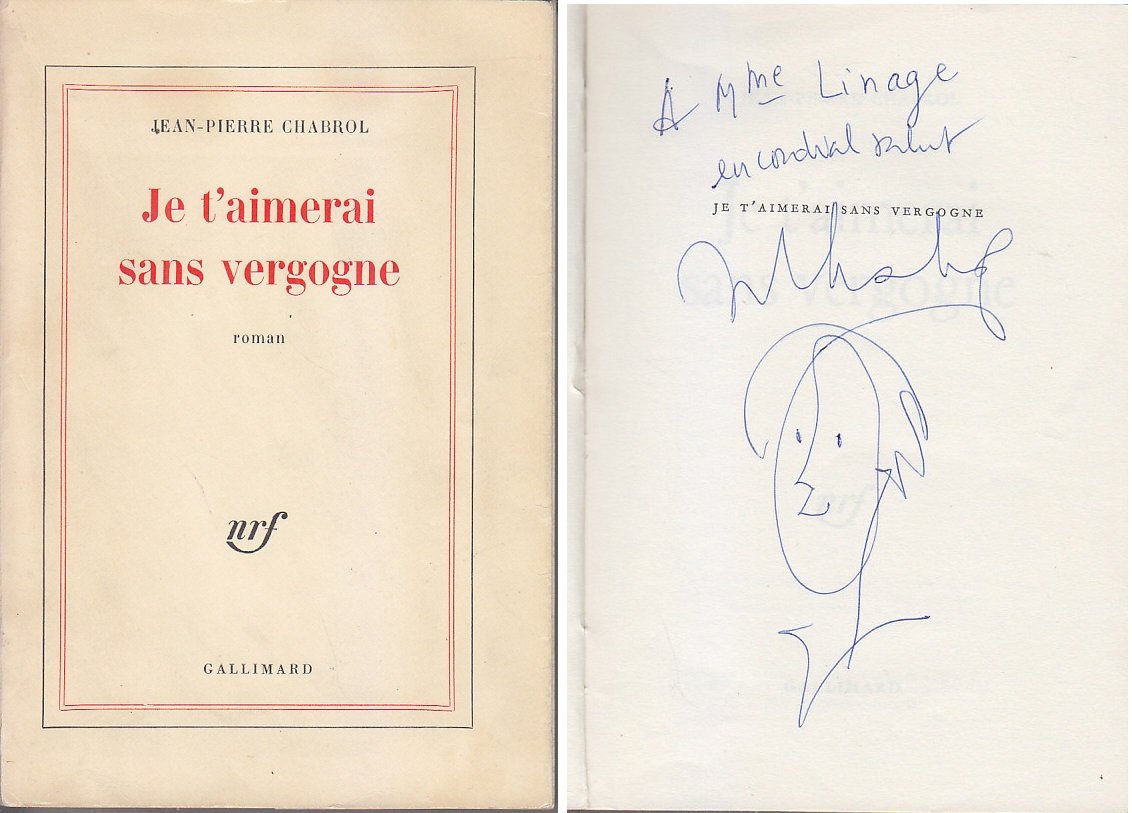 JEAN-PIERRE CHABROL
Je t'aimerai
sans vergogne
roman
nrf
GALLIMARD
A Mme Linage
en cordial salut
JE T'AIMERAI SANS VERGOGNE